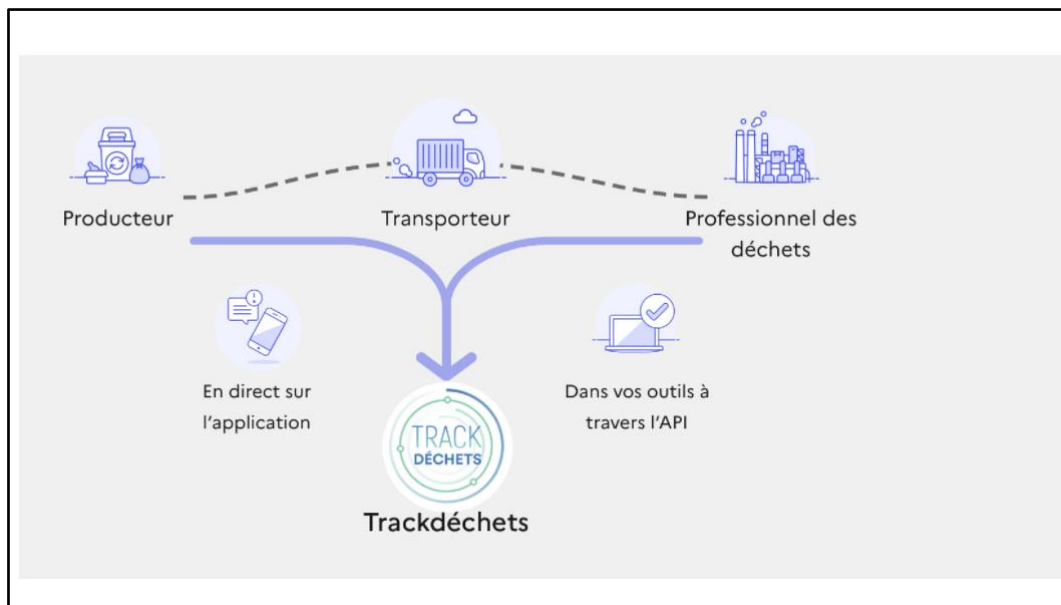 Producteur
Transporteur
Professionnel des
déchets
En direct sur
l'application
Dans vos outils à
travers l'API
TRACK
DÉCHETS
Trackdéchets